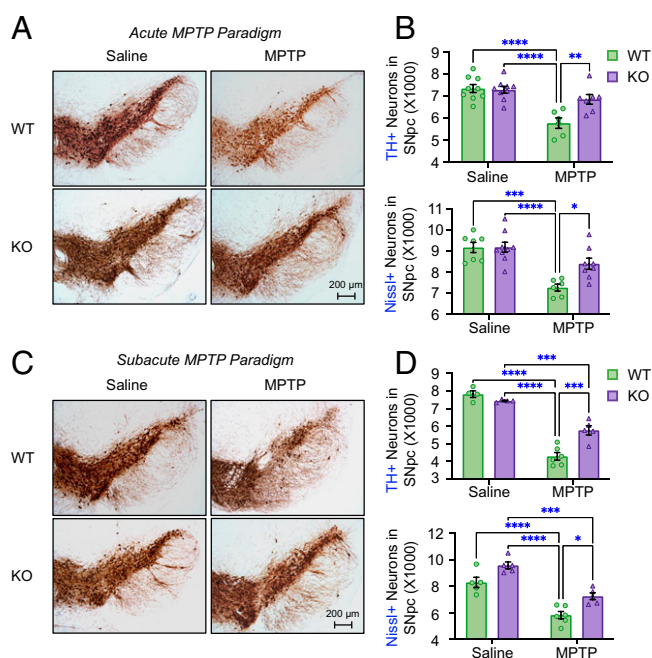 A
Acute MPTP Paradigm
Saline
MPTP
WT
KO
200 µm
B
WT
KO
****
****
**
TH+ Neurons in
SNpc (X1000)
9
8
7
6
5
4
Saline
MPTP
***
****
*
Nissl+ Neurons in
SNpc (X1000)
11
10
9
8
7
6
Saline
MPTP
C
Subacute MPTP Paradigm
Saline
MPTP
WT
KO
200 µm
D
WT
KO
***
****
****
***
TH+ Neurons in
SNpc (X1000)
9
8
7
6
5
4
3
Saline
MPTP
***
****
****
*
Nissl+ Neurons in
SNpc (X1000)
12
10
8
6
4
Saline
MPTP